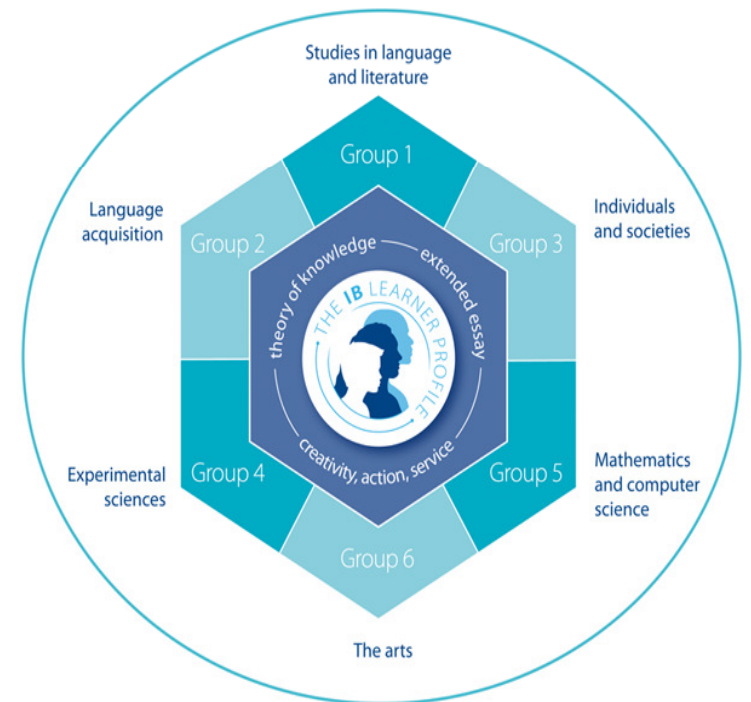 Studies in language
and literature
Group 1
Language
acquisition
Group 2
Individuals
and societies
Group 3
theory of knowledge
extended essay
THE IB LEARNER PROFILE
creativity, action, service
Experimental
sciences
Group 4
Mathematics
and computer
science
Group 5
Group 6
The arts